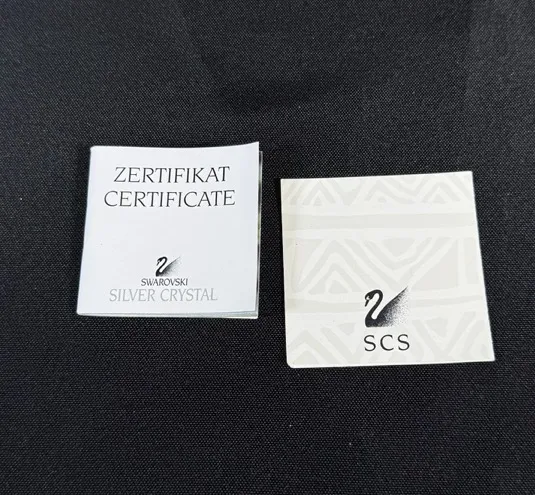 ZERTIFIKAT
CERTIFICATE
SWAROVSKI
SILVER CRYSTAL
SCS